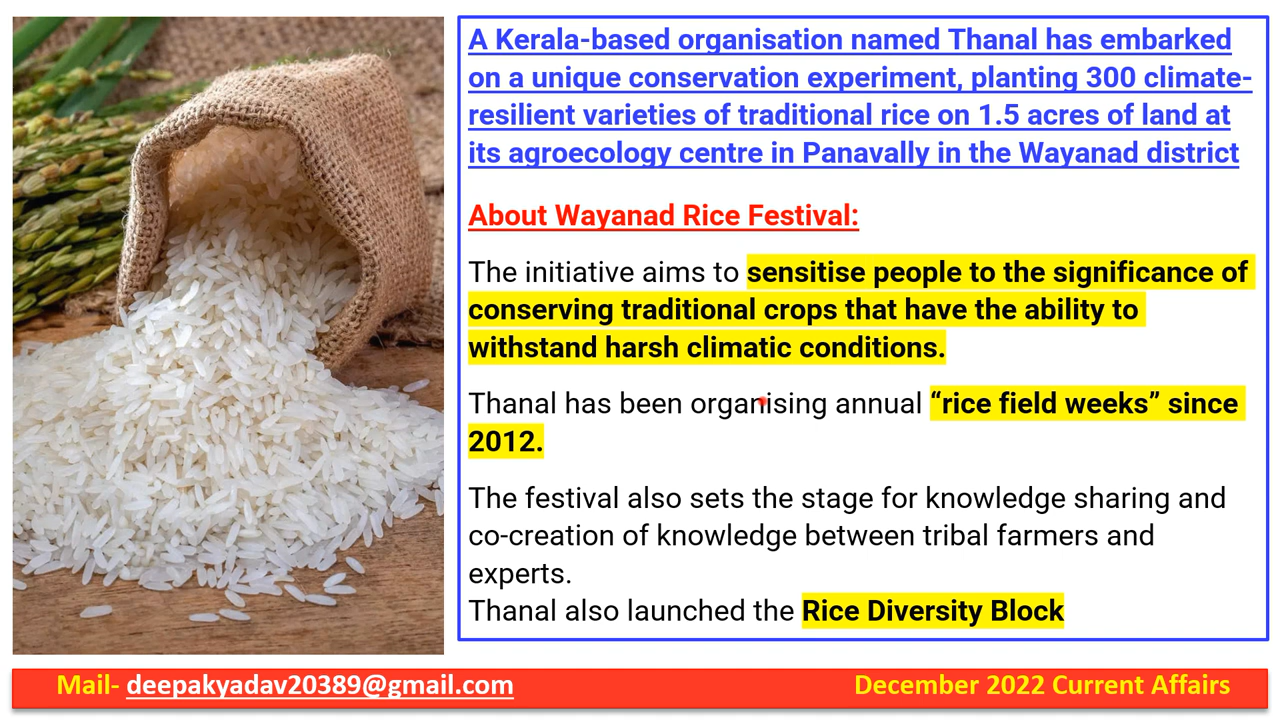 A Kerala-based organisation named Thanal has embarked
on a unique conservation experiment, planting 300 climate-
resilient varieties of traditional rice on 1.5 acres of land at
its agroecology centre in Panavally in the Wayanad district
About Wayanad Rice Festival:
The initiative aims to sensitise people to the significance of
conserving traditional crops that have the ability to
withstand harsh climatic conditions.
Thanal has been organising annual “rice field weeks” since
2012.
The festival also sets the stage for knowledge sharing and
co-creation of knowledge between tribal farmers and
experts.
Thanal also launched the Rice Diversity Block
Mail- deepakyadav20389@gmail.com
December 2022 Current Affairs